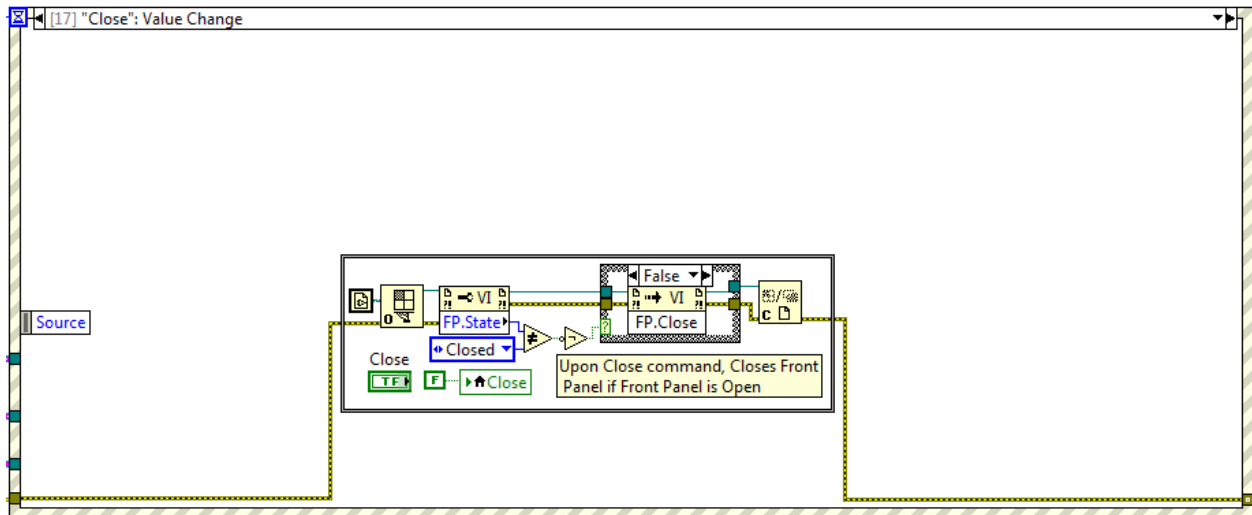 [17] "Close": Value Change
False
VI
VI
FP.State
FP.Close
Source
Closed
Close
TF
F
Close
Upon Close command, Closes Front
Panel if Front Panel is Open